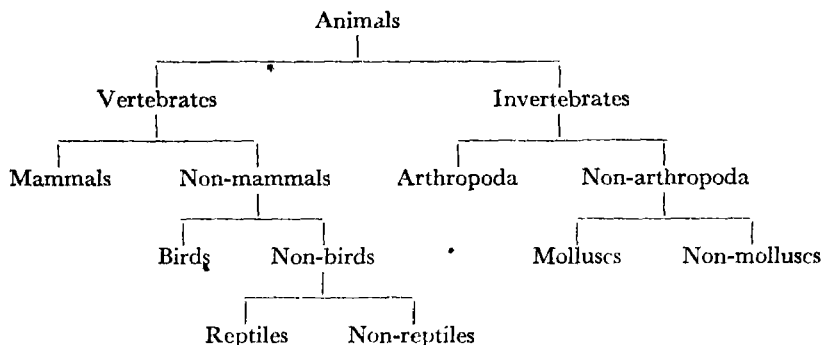 Animals
Vertebrates Invertebrates
Mammals Non-mammals Arthropoda Non-arthropoda
Birds Non-birds Molluscs Non-molluscs
Reptiles Non-reptiles